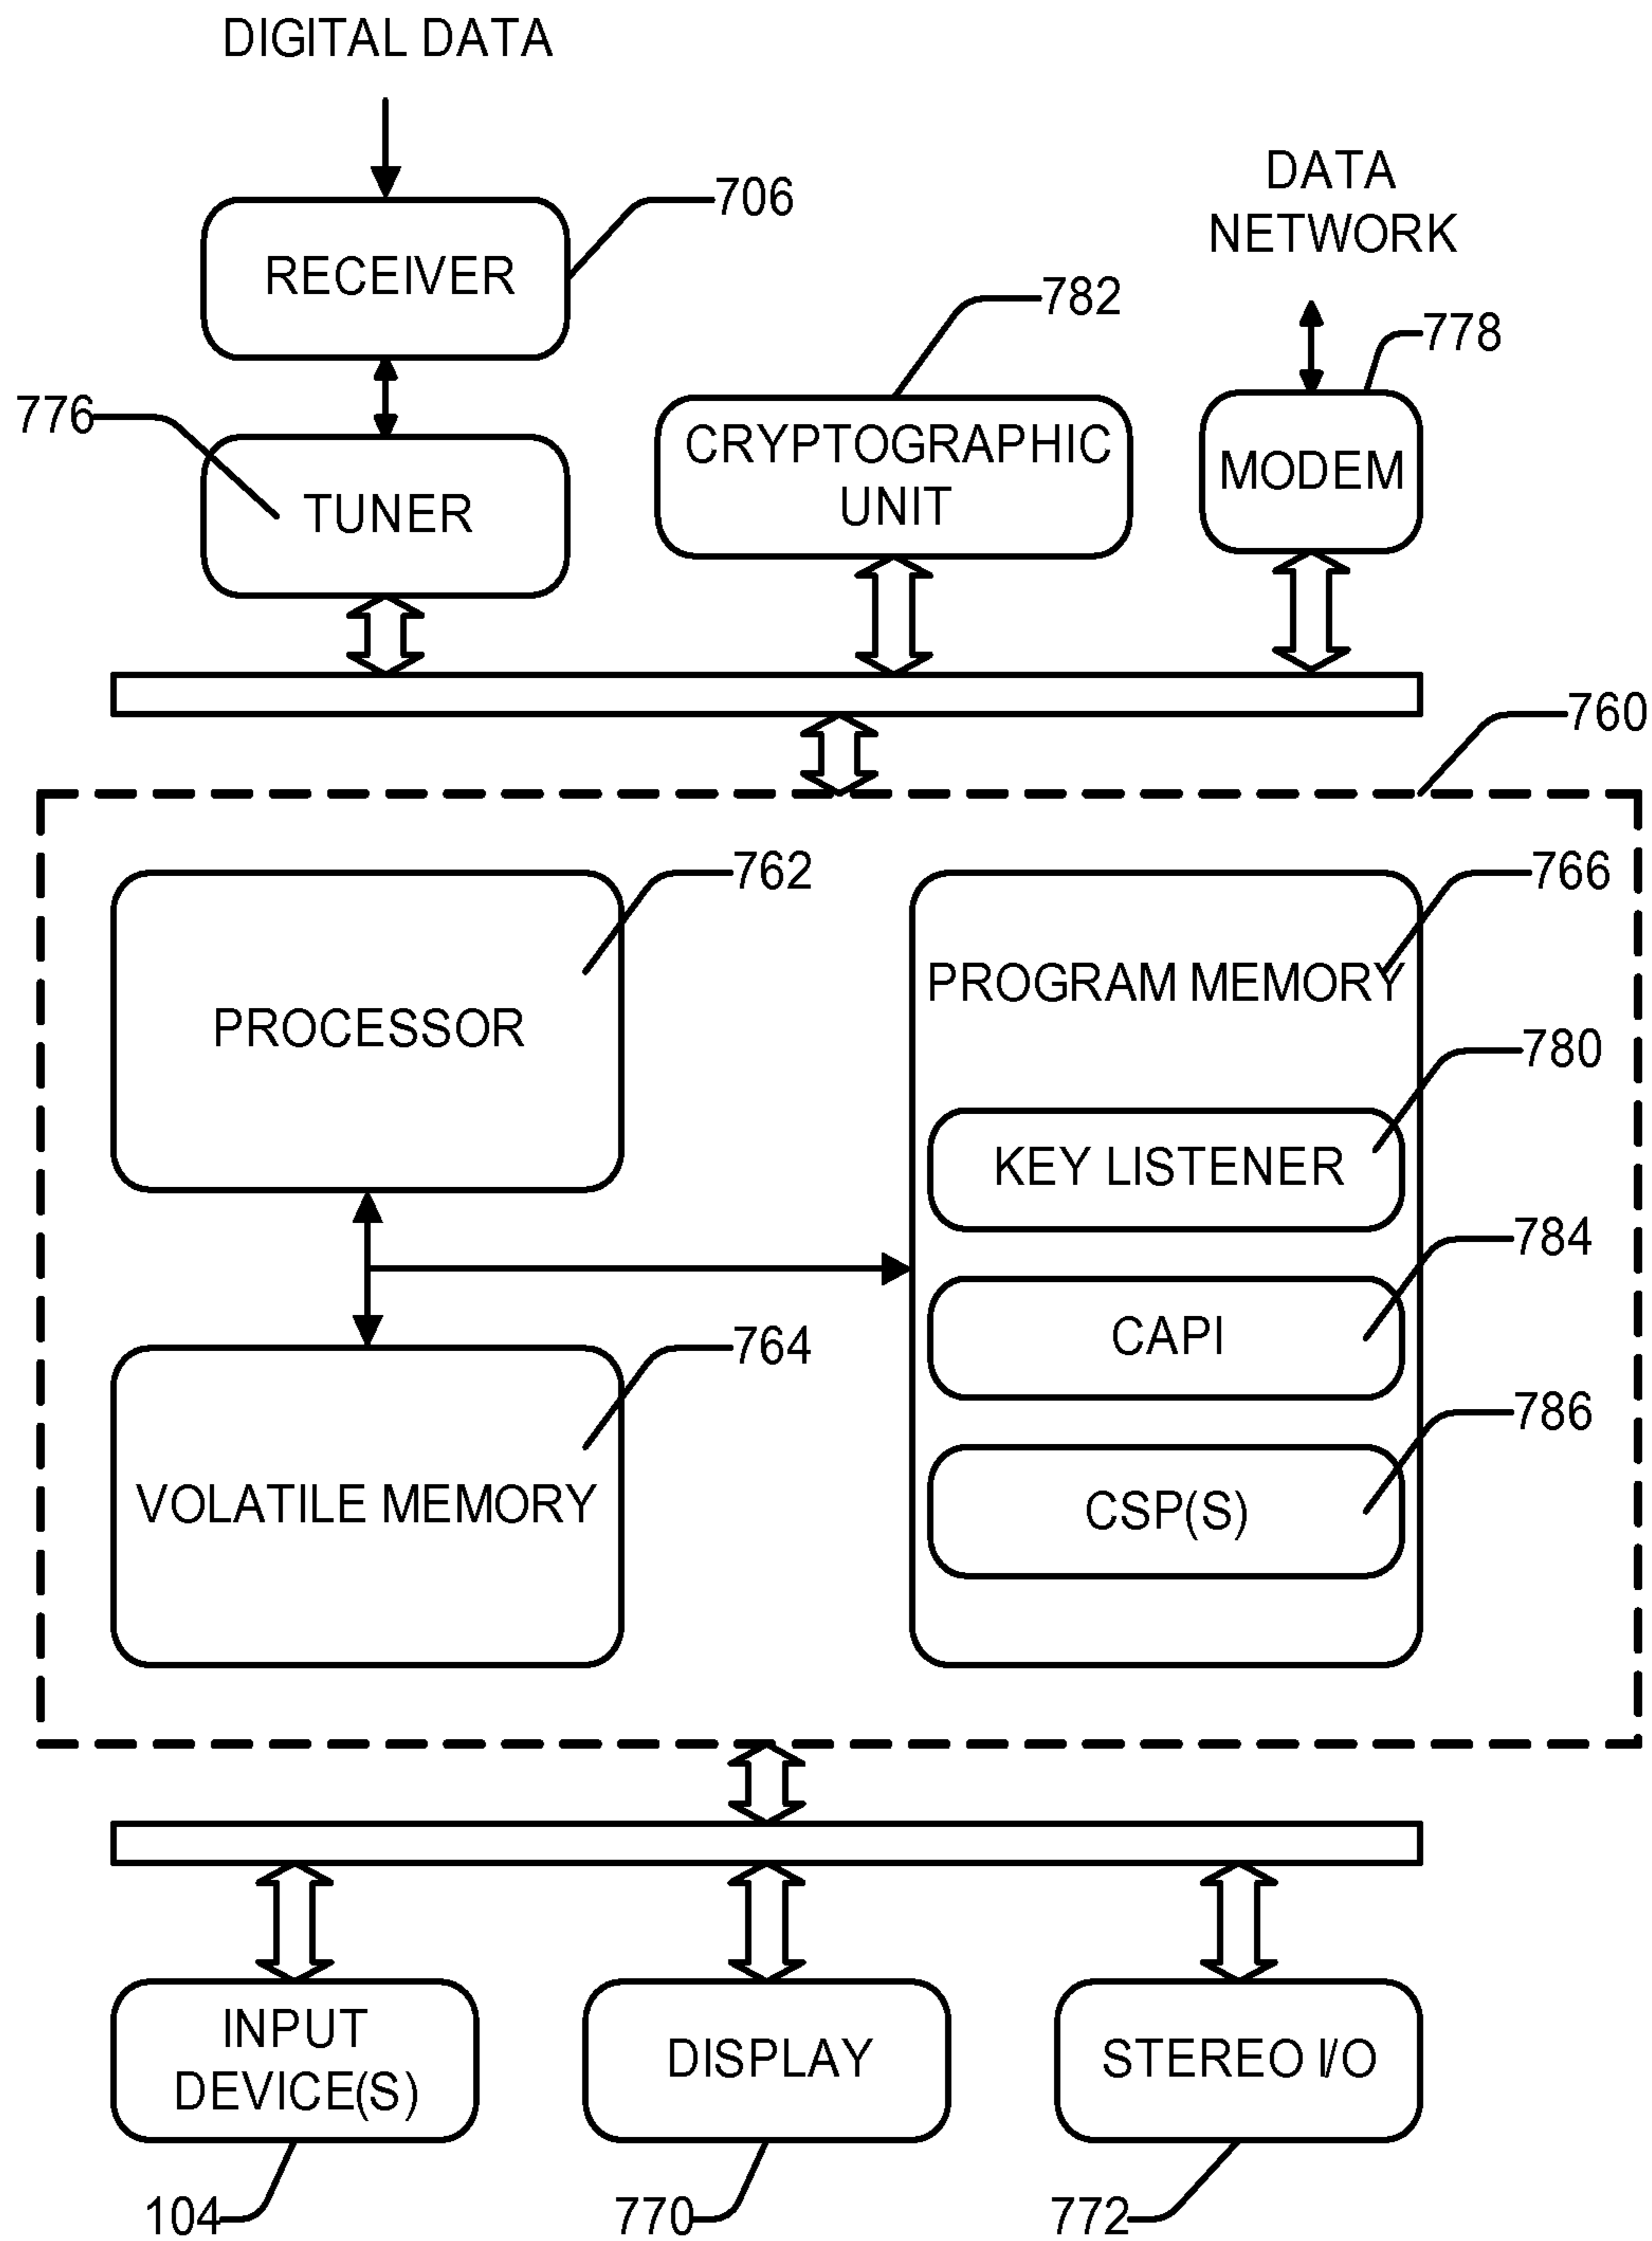 DIGITAL DATA
DATA
NETWORK
706
RECEIVER
782
778
776
CRYPTOGRAPHIC
UNIT
MODEM
TUNER
760
762
766
PROGRAM MEMORY
PROCESSOR
780
KEY LISTENER
784
CAPI
764
786
VOLATILE MEMORY
CSP(S)
INPUT
DEVICE(S)
DISPLAY
STEREO I/O
104
770
772